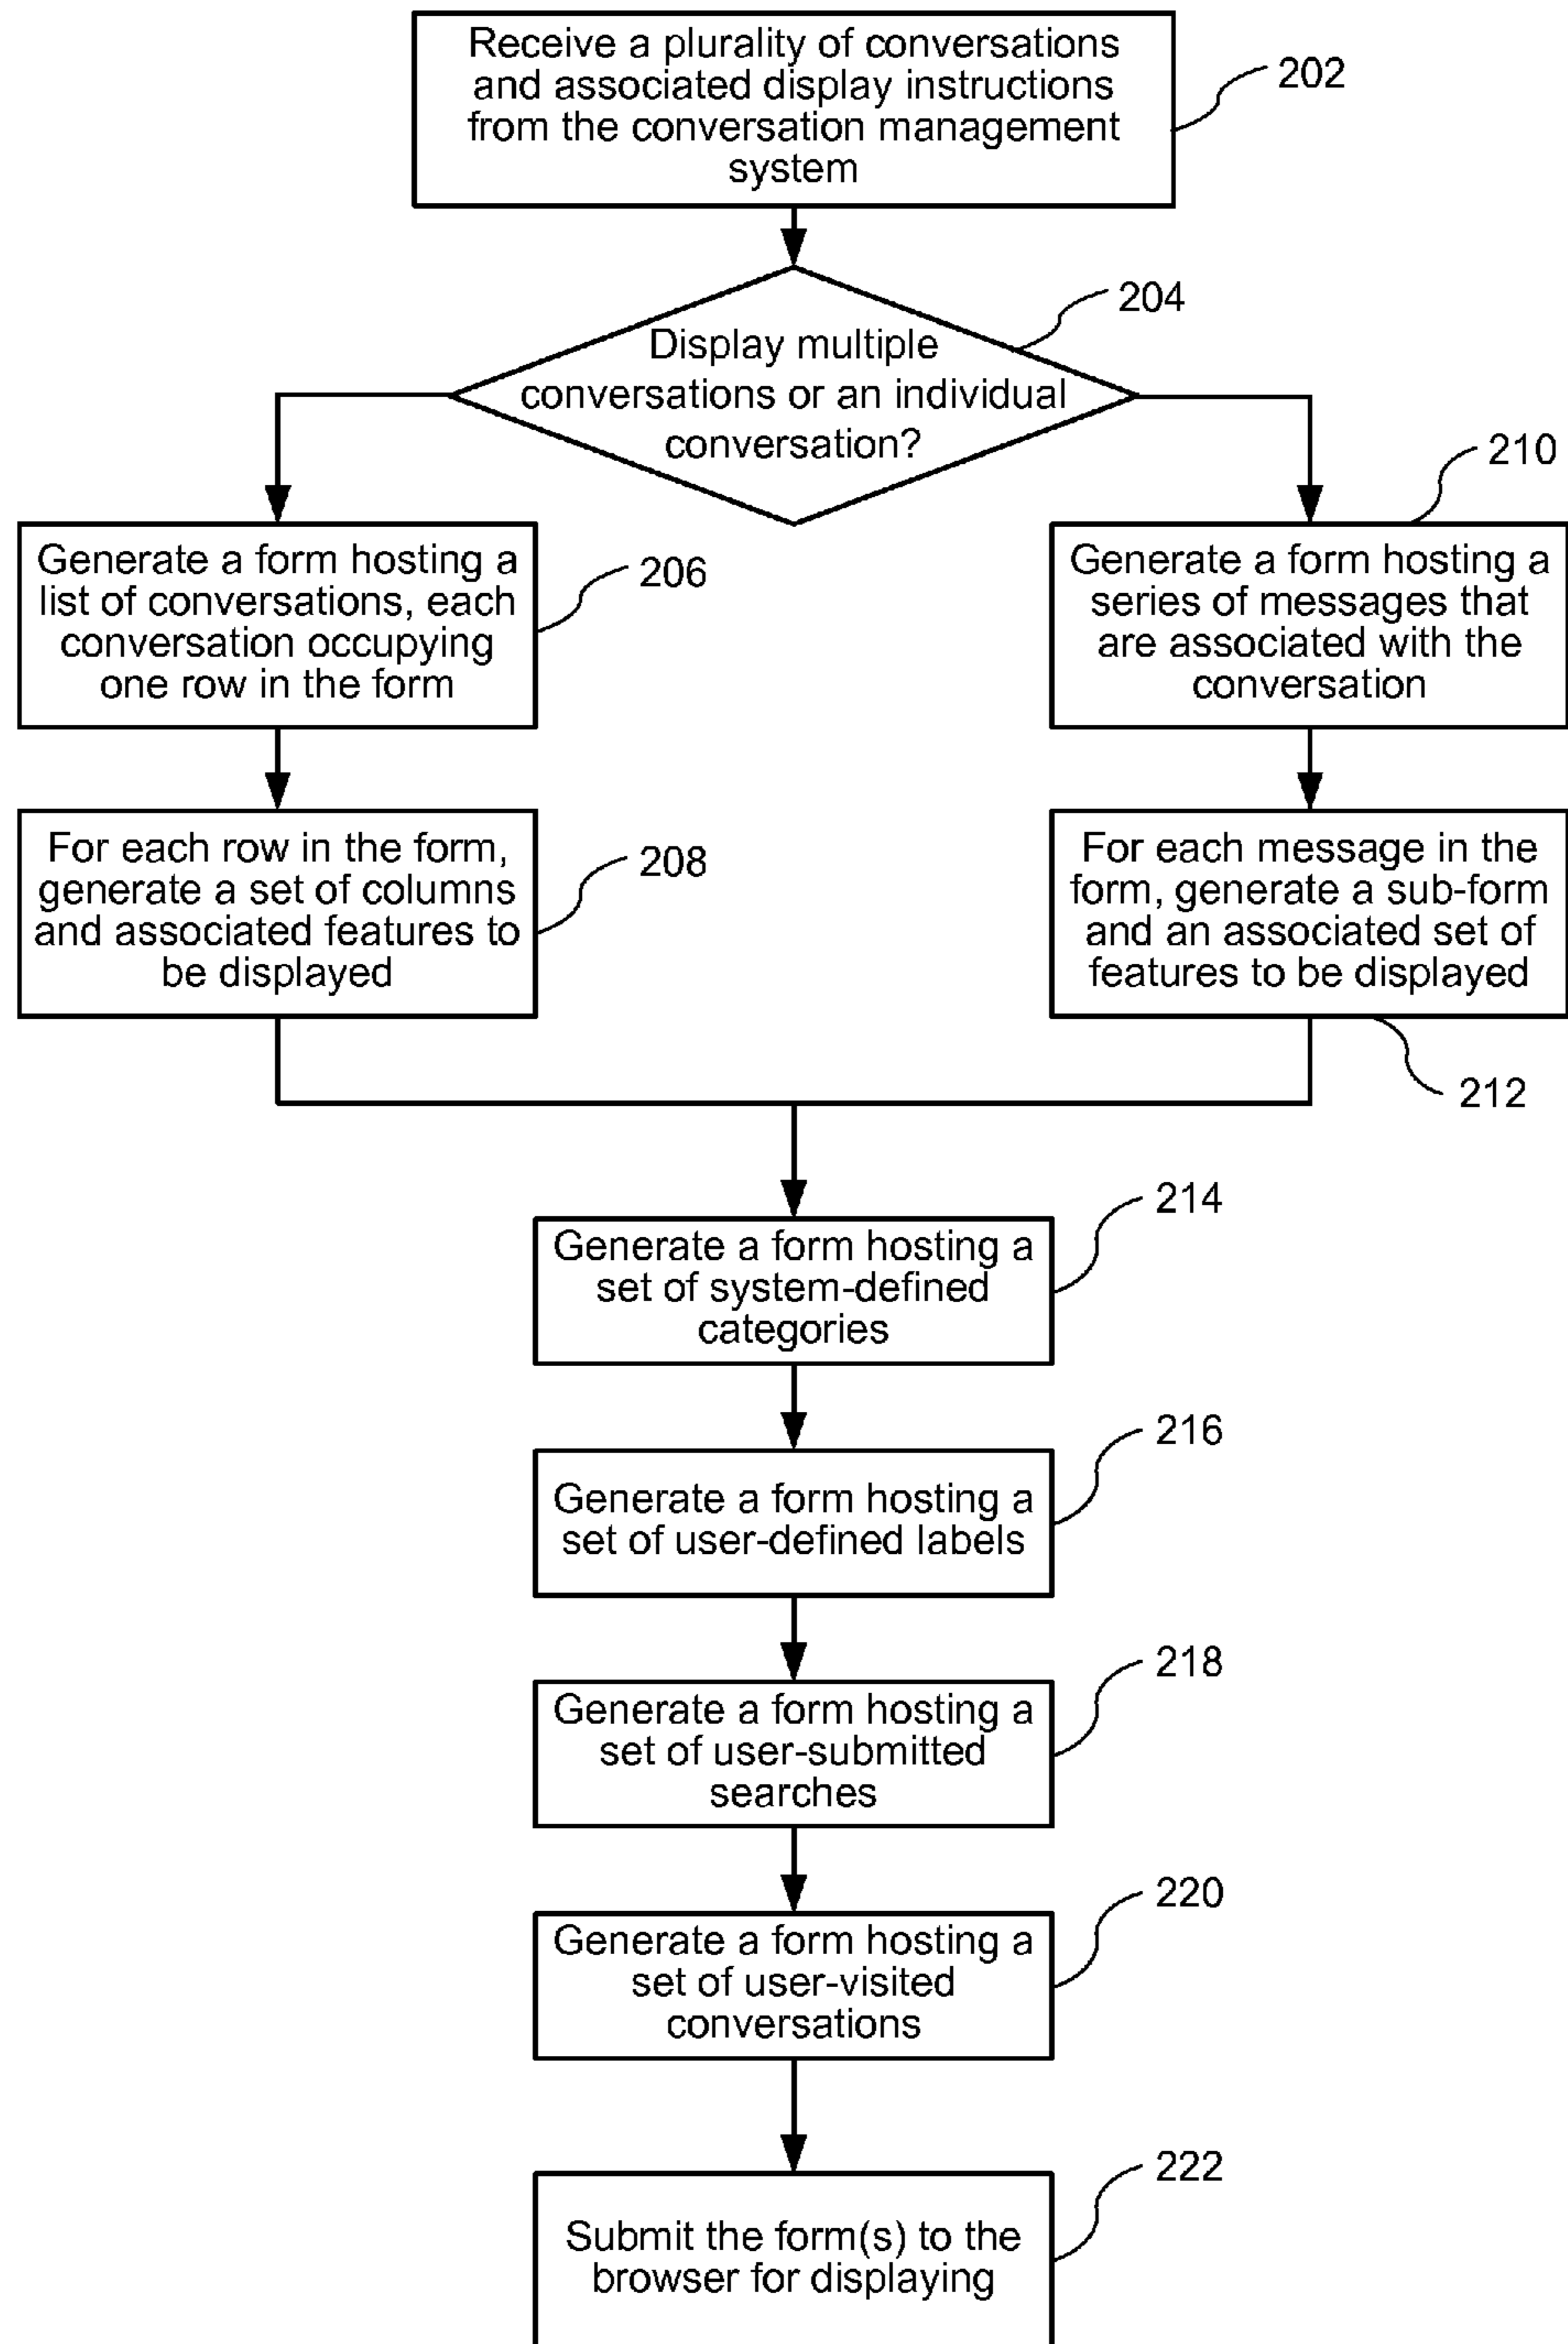 Receive a plurality of conversations
and associated display instructions
from the conversation management
system
202
204
Display multiple
conversations or an individual
conversation?
210
Generate a form hosting a
list of conversations, each
conversation occupying
one row in the form
206
Generate a form hosting a
series of messages that
are associated with the
conversation
For each row in the form,
generate a set of columns
and associated features to
be displayed
208
For each message in the
form, generate a sub-form
and an associated set of
features to be displayed
212
214
Generate a form hosting a
set of system-defined
categories
216
Generate a form hosting a
set of user-defined labels
218
Generate a form hosting a
set of user-submitted
searches
220
Generate a form hosting a
set of user-visited
conversations
222
Submit the form(s) to the
browser for displaying